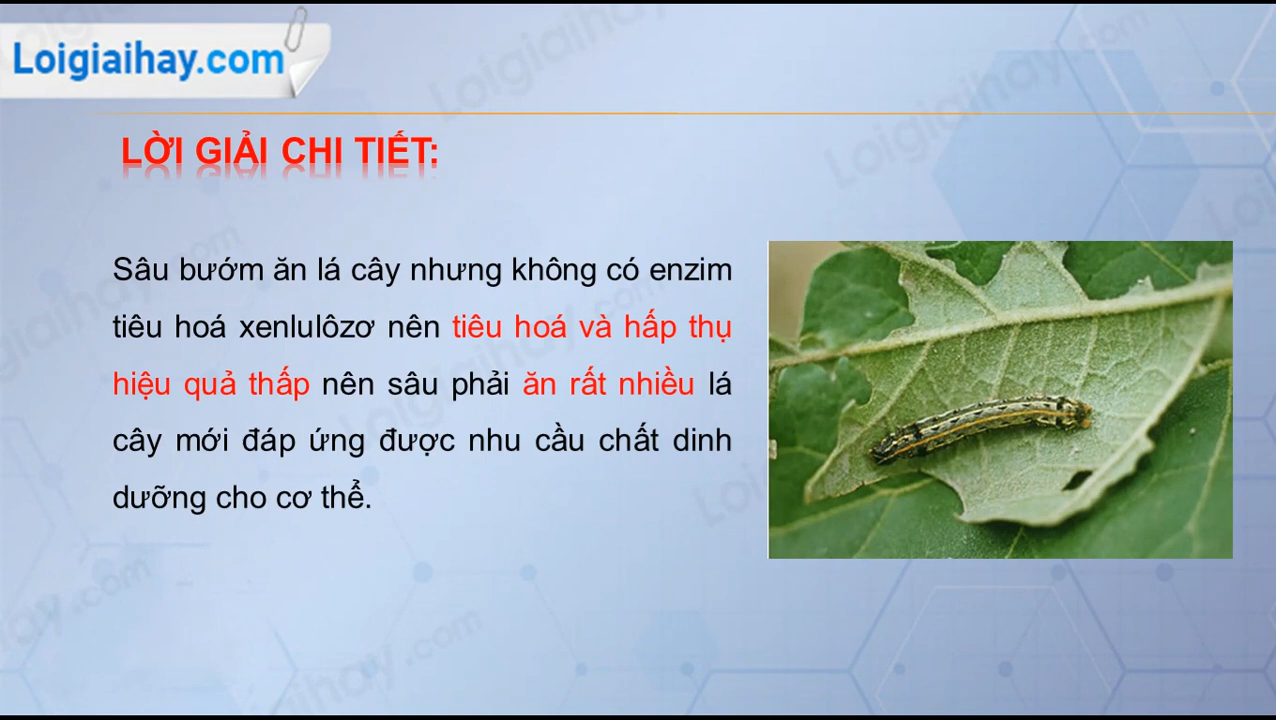 Loigiaihay.com
LỜI GIẢI CHI TIẾT:
Sâu bướm ăn lá cây nhưng không có enzim
tiêu hoá xenlulôzơ nên tiêu hoá và hấp thụ
hiệu quả thấp nên sâu phải ăn rất nhiều lá
cây mới đáp ứng được nhu cầu chất dinh
dưỡng cho cơ thể.